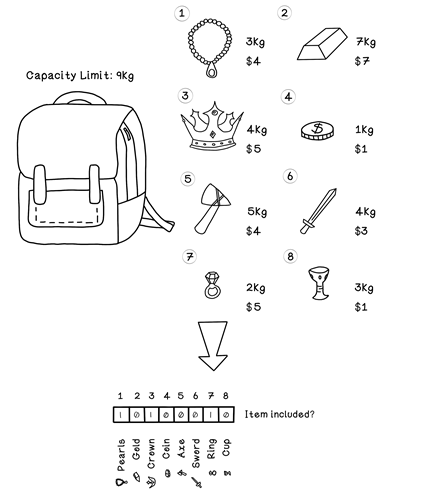 1
3Kg
$4
2
7Kg
$7
Capacity Limit: 9Kg
3
4Kg
$5
4
$
1Kg
$1
5
5Kg
$4
6
4Kg
$3
7
2Kg
$5
8
3Kg
$1
1 2 3 4 5 6 7 8
1 0 1 0 0 0 1 0 Item included?
Pearls
Gold
Crown
Coin
Axe
Sword
Ring
Cup